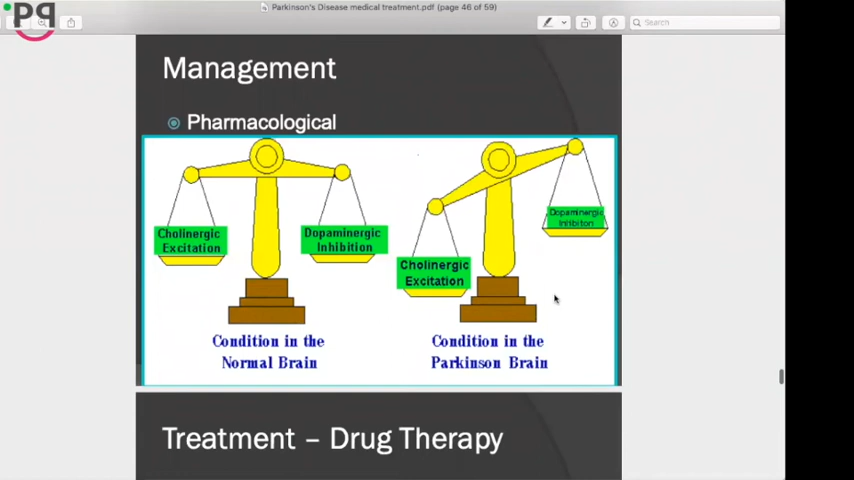 Parkinson's Disease medical treatment.pdf (page 46 of 59)
Search
Management
Pharmacological
Cholinergic
Excitation
Dopaminergic
Inhibition
Cholinergic
Excitation
Dopaminergic
Inhibiton
Condition in the
Normal Brain
Condition in the
Parkinson Brain
Treatment – Drug Therapy